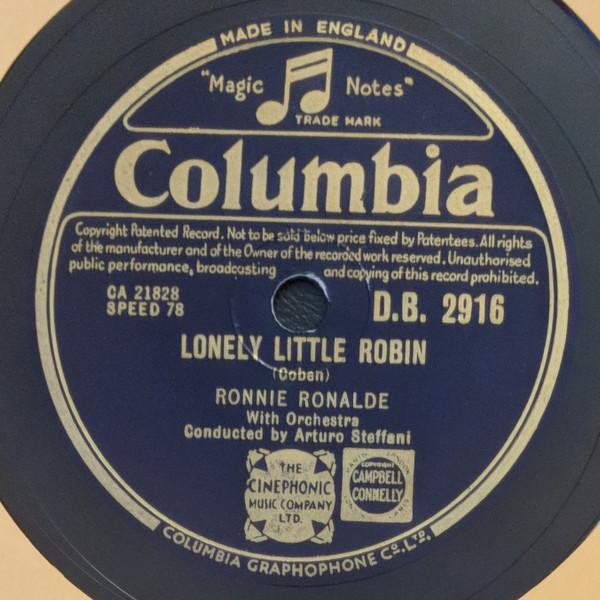 MADE IN ENGLAND
"Magic Notes"
TRADE MARK
Columbia
Copyright Patented Record. Not to be sold below price fixed by Patentees. All rights
of the manufacturer and of the Owner of the recorded work reserved. Unauthorised
public performance, broadcasting and copying of this record prohibited.
CA 21828
SPEED 78
D.B. 2916
LONELY LITTLE ROBIN
(Coben)
RONNIE RONALDE
With Orchestra
Conducted by Arturo Steffani
THE
CINEPHONIC
MUSIC COMPANY
LTD.
COPYRIGHT
CAMPBELL
CONNELLY
COLUMBIA GRAPHOPHONE CO. LTD.